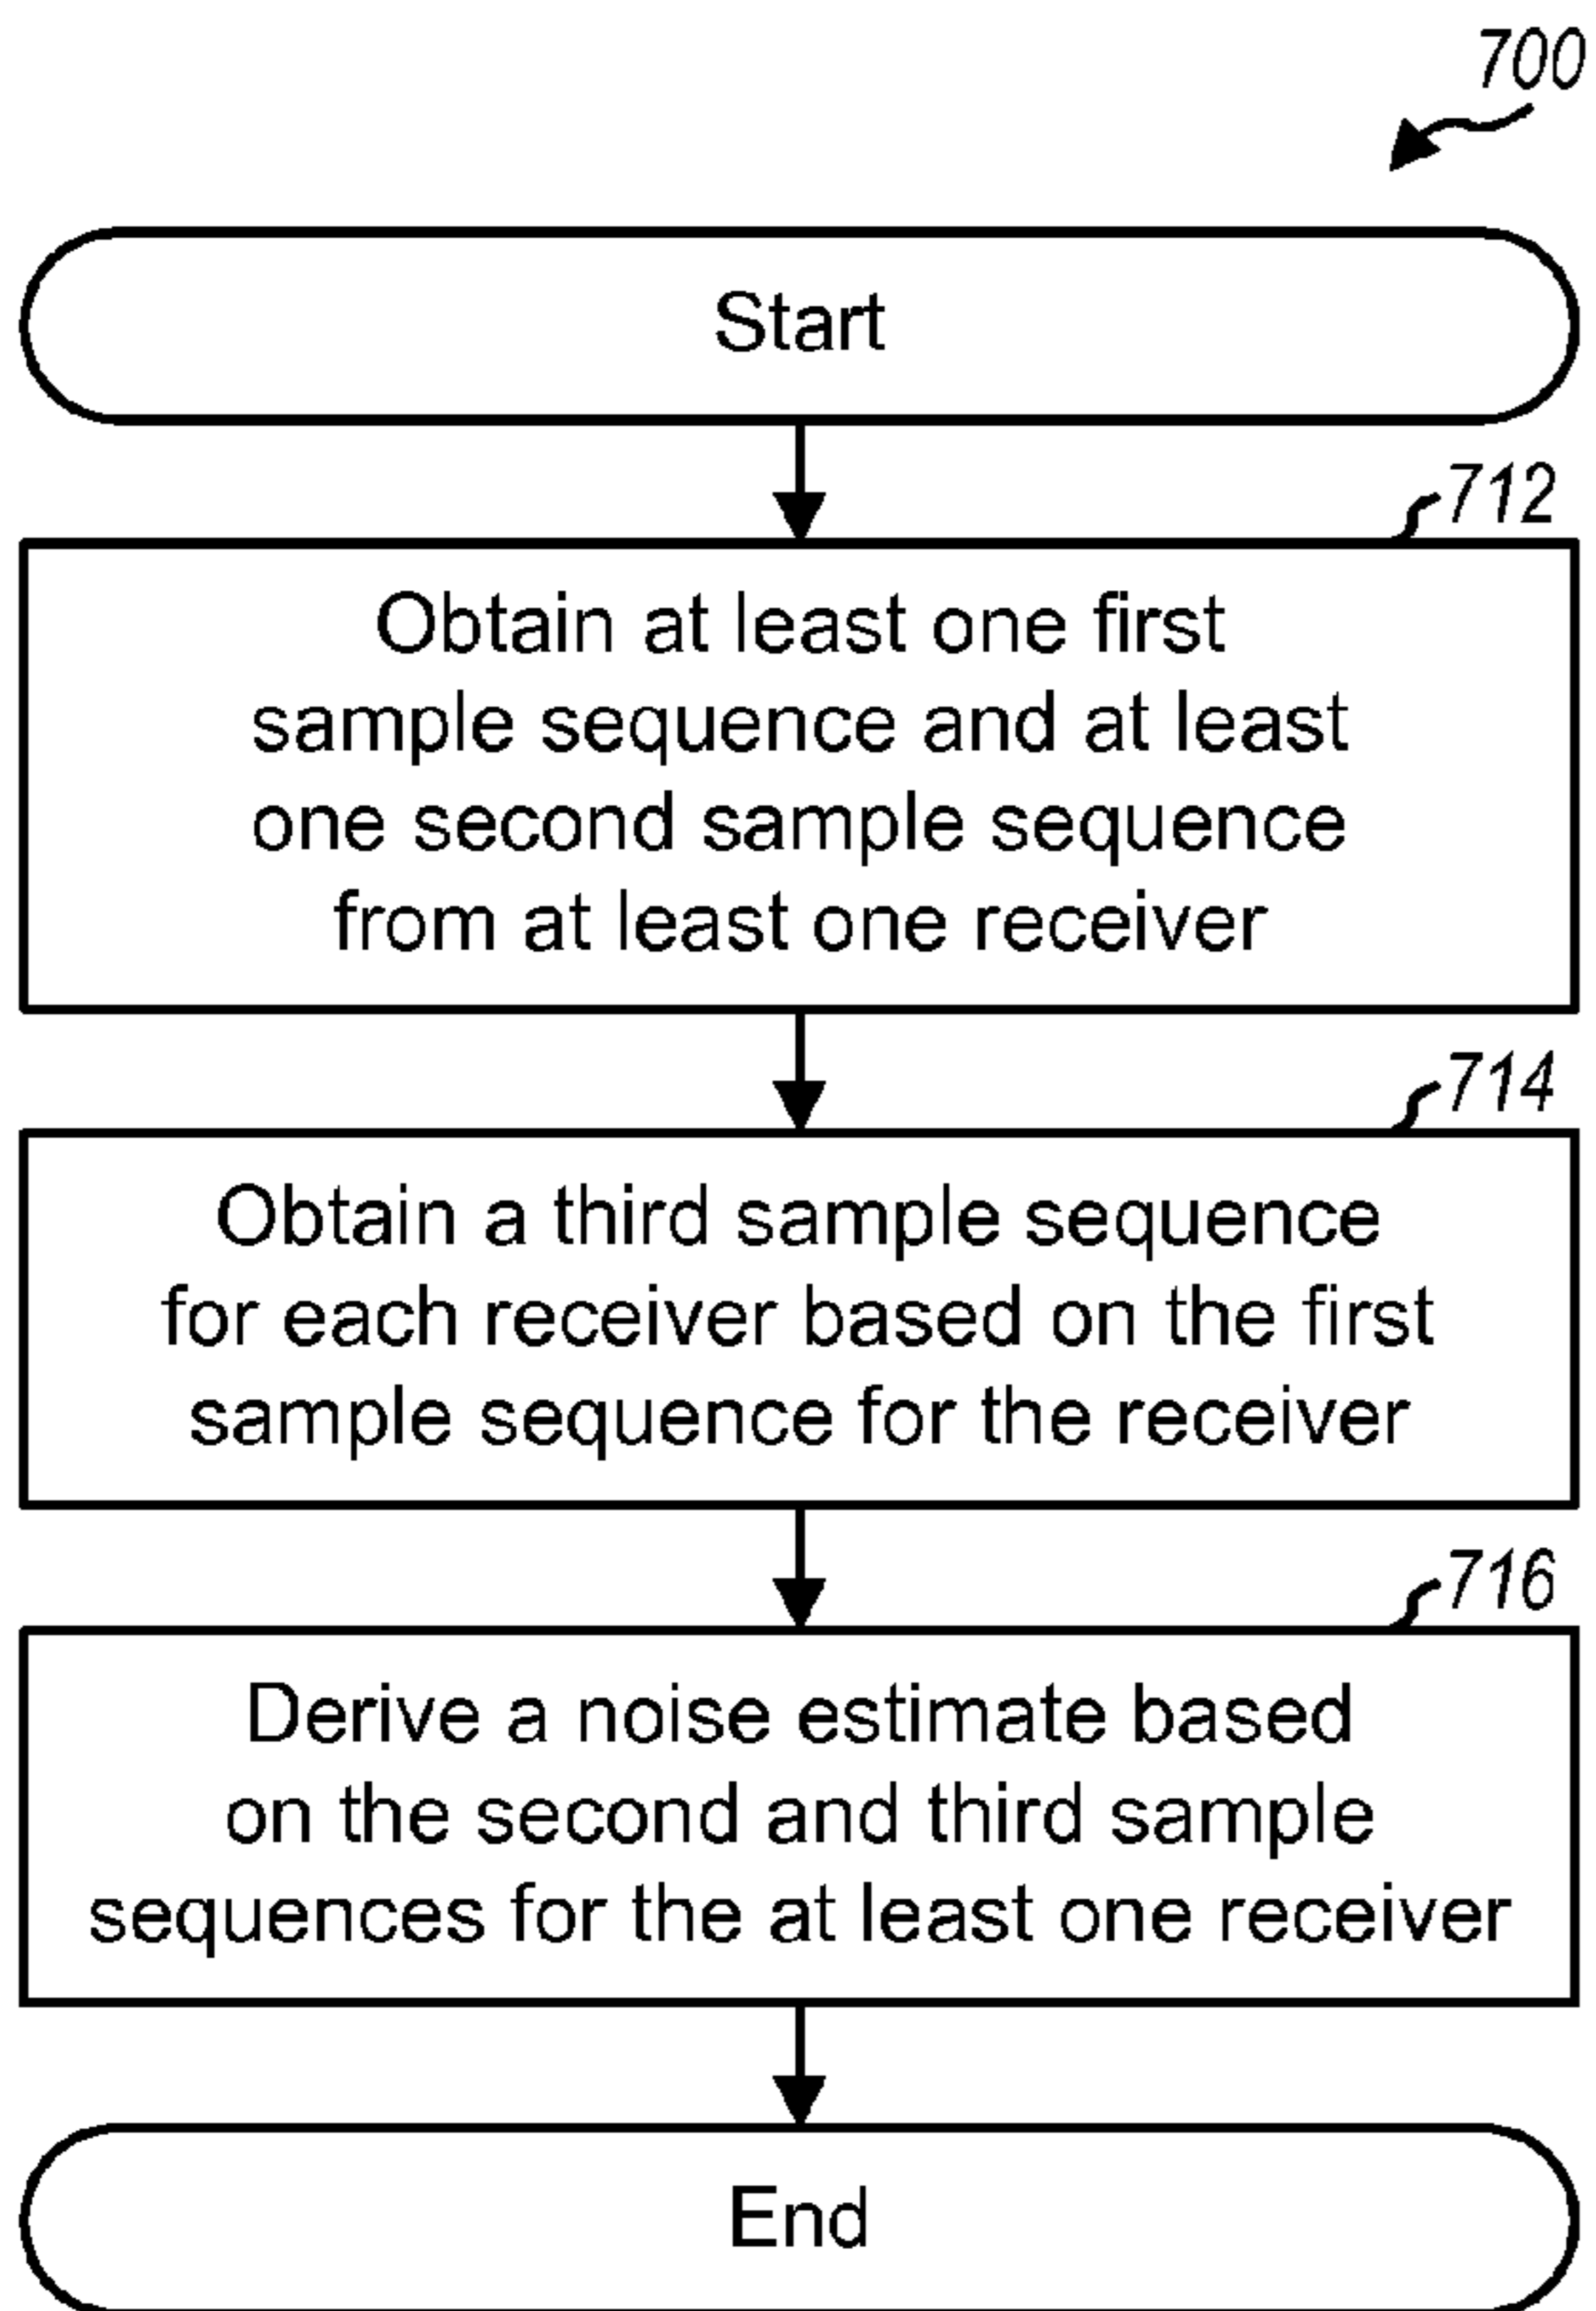 700
Start
712
Obtain at least one first
sample sequence and at least
one second sample sequence
from at least one receiver
714
Obtain a third sample sequence
for each receiver based on the first
sample sequence for the receiver
716
Derive a noise estimate based
on the second and third sample
sequences for the at least one receiver
End